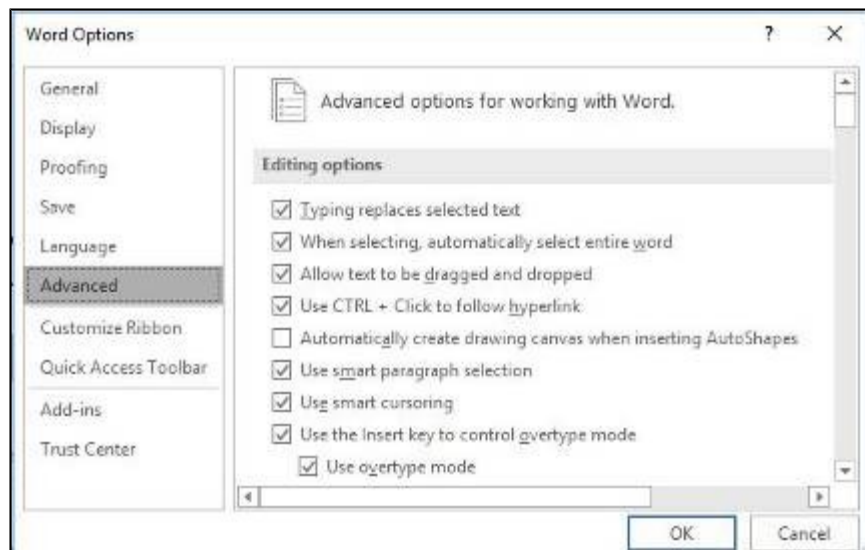 Word Options
?
General
Display
Proofing
Save
Language
Advanced
Customize Ribbon
Quick Access Toolbar
Add-ins
Trust Center
Advanced options for working with Word.
Editing options
Typing replaces selected text
When selecting, automatically select entire word
Allow text to be dragged and dropped
Use CTRL + Click to follow hyperlink
Automatically create drawing canvas when inserting AutoShapes
Use smart paragraph selection
Use smart cursoring
Use the Insert key to control overtype mode
Use overtype mode
OK
Cancel